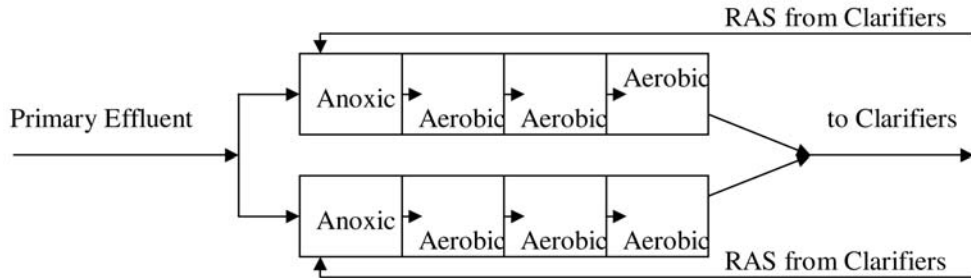 RAS from Clarifiers
Aerobic
Anoxic
Aerobic
Aerobic
Primary Effluent
to Clarifiers
Anoxic
Aerobic
Aerobic
Aerobic
RAS from Clarifiers